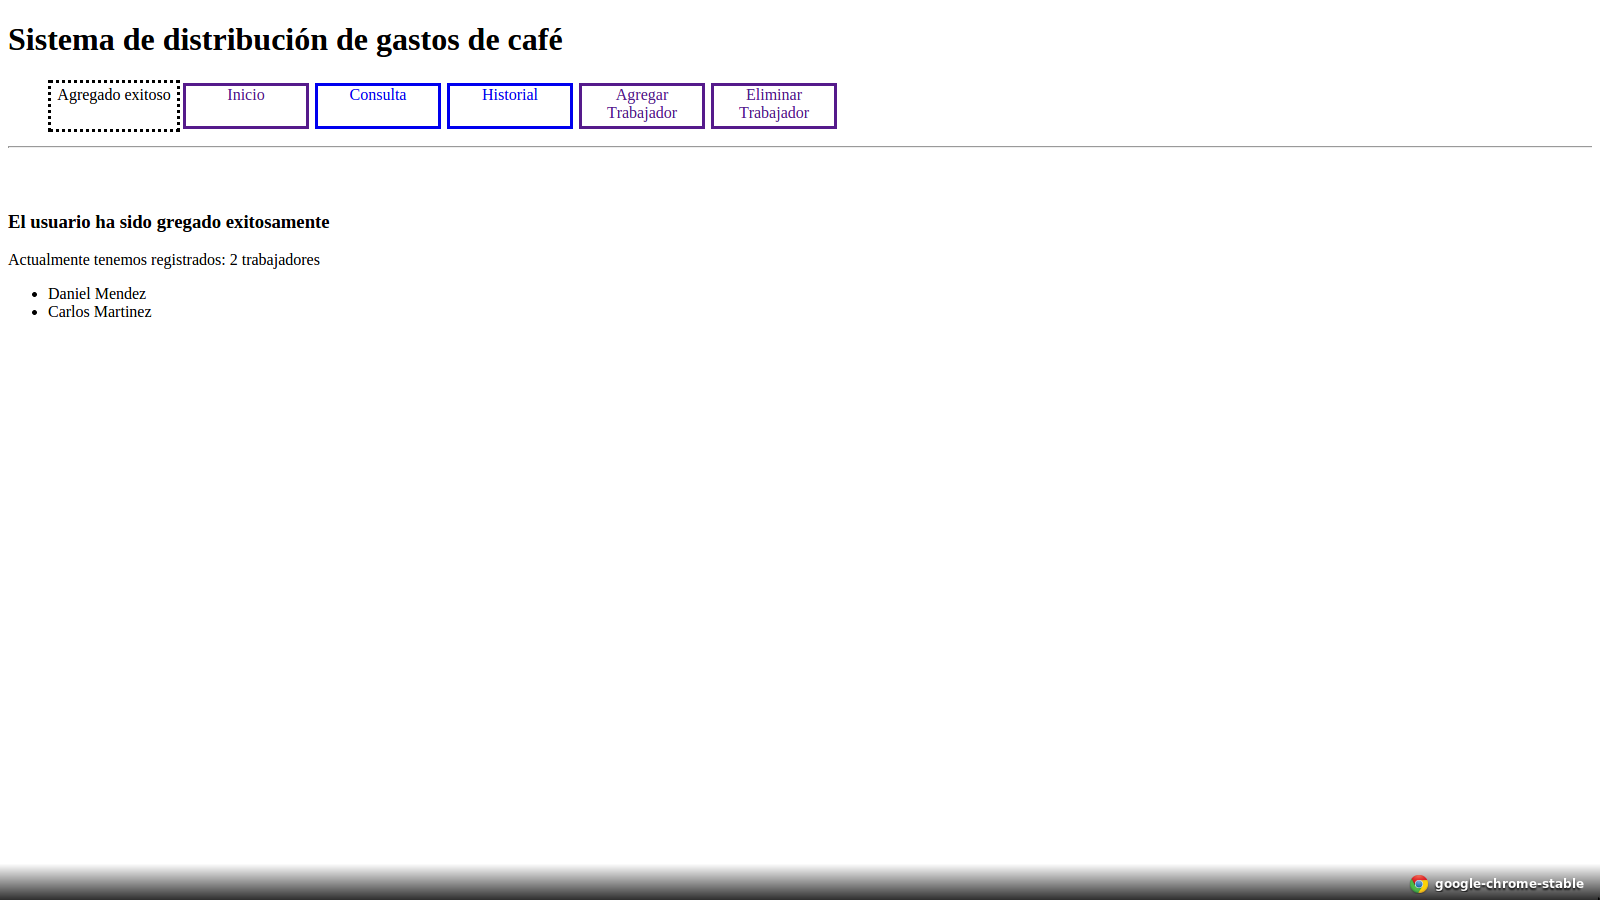 Sistema de distribución de gastos de café
Agregado exitoso Inicio Consulta Historial Agregar Trabajador Eliminar Trabajador
El usuario ha sido gregado exitosamente
Actualmente tenemos registrados: 2 trabajadores
Daniel Mendez
Carlos Martinez
google-chrome-stable